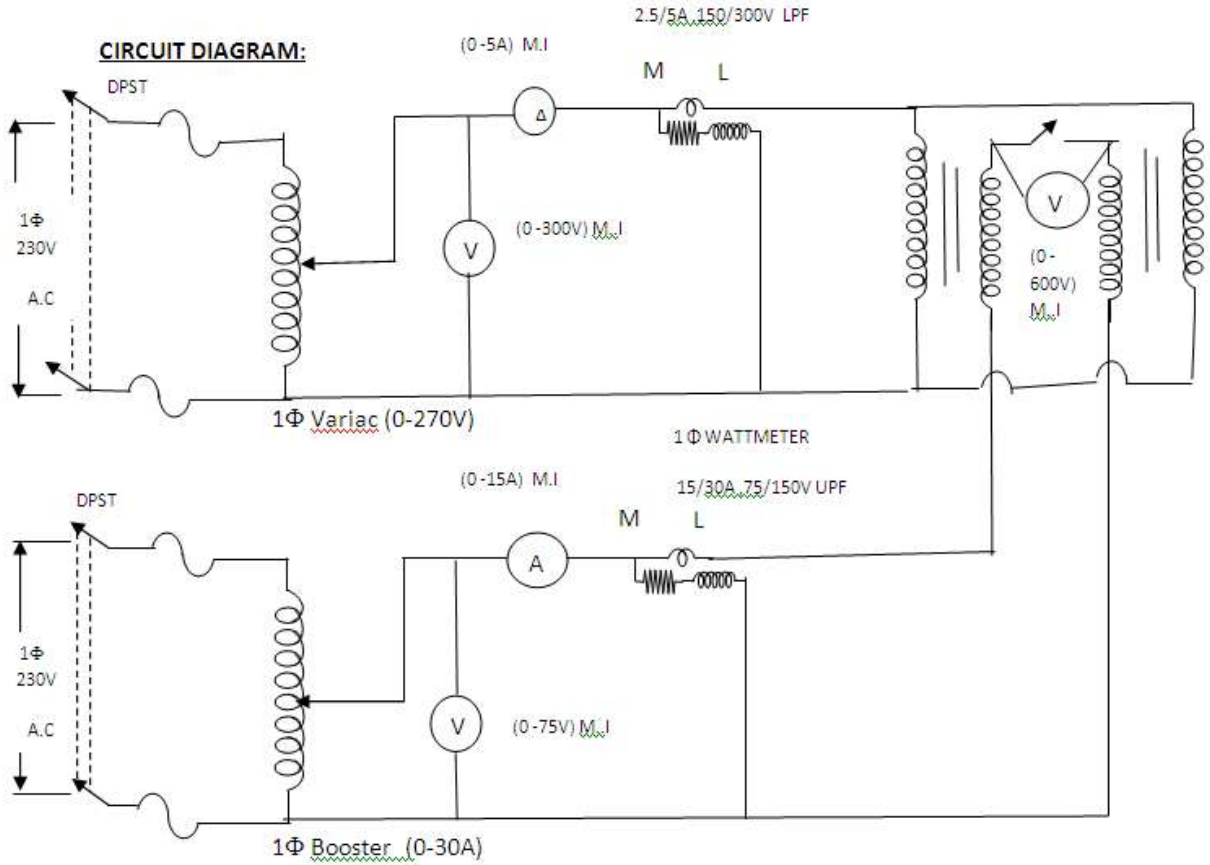 2.5/5A ,150/300V LPF
CIRCUIT DIAGRAM:
(0-5A) M.I
M L
DPST
Δ
1Φ
230V
A.C
V
(0-300V) M..I
V
(0-
600V)
M..I
1Φ Variac (0-270V)
1Φ WATTMETER
(0-15A) M.I
15/30A ,75/150V UPF
DPST
M L
A
1Φ
230V
A.C
V
(0-75V) M..I
1Φ Booster (0-30A)